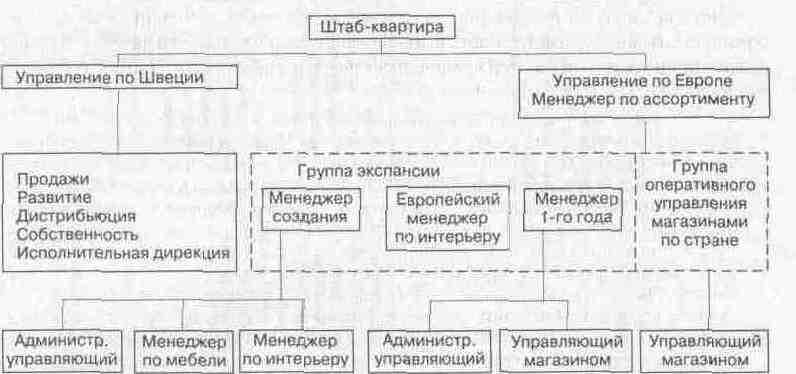 Штаб-квартира
Управление по Швеции
Управление по Европе
Менеджер по ассортименту
Продажи
Развитие
Дистрибьюция
Собственность
Исполнительная дирекция
Группа экспансии
Менеджер
создания
Европейский
менеджер
по интерьеру
Менеджер
1-го года
Группа
оперативного
управления
магазинами
по стране
Администр.
управляющий
Менеджер
по мебели
Менеджер
по интерьеру
Администр.
управляющий
Управляющий
магазином
Управляющий
магазином